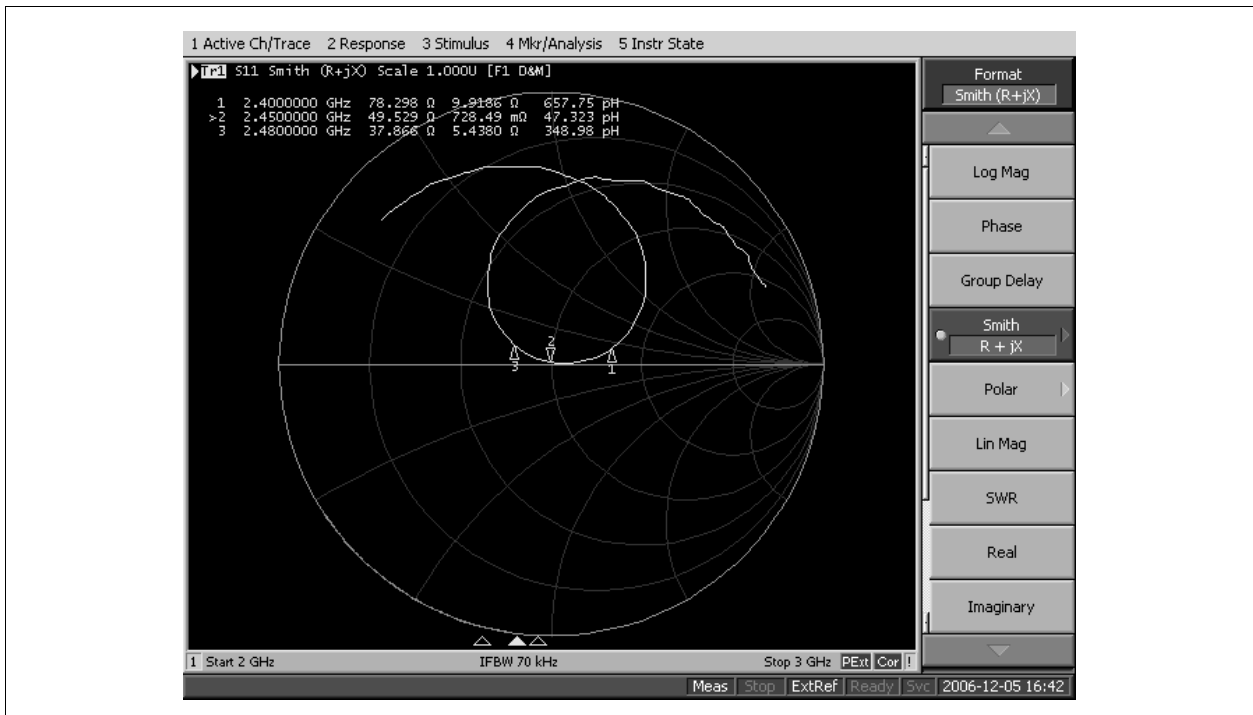 1 Active Ch/Trace 2 Response 3 Stimulus 4 Mkr/Analysis 5 Instr State
Tr1 S11 Smith (R+jX) Scale 1.000U [F1 D&M]
1 2.4000000 GHz 78.298 Ω 9.9186 Ω 657.75 pH
>2 2.4500000 GHz 49.529 Ω 728.49 mΩ 47.323 pH
3 2.4800000 GHz 37.866 Ω 5.4380 Ω 348.98 pH
2
3
1
Format
Smith (R+jX)
Log Mag
Phase
Group Delay
Smith
R + jX
Polar
Lin Mag
SWR
Real
Imaginary
1 Start 2 GHz IFBW 70 kHz Stop 3 GHz PExt Cor !
Meas Stop ExtRef Ready Svc 2006-12-05 16:42